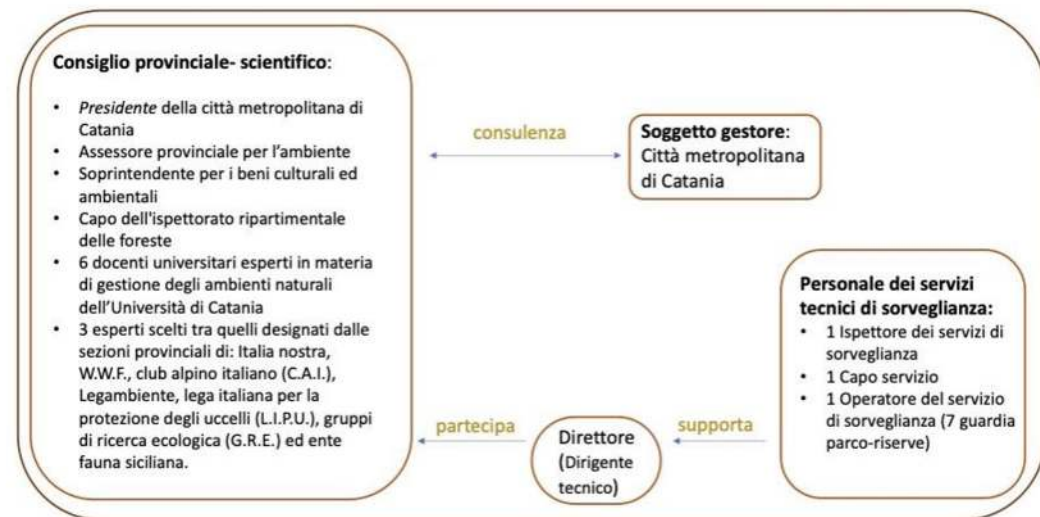 Consiglio provinciale- scientifico:
• Presidente della città metropolitana di
Catania
• Assessore provinciale per l'ambiente
• Soprintendente per i beni culturali ed
ambientali
• Capo dell'ispettorato ripartimentale
delle foreste
• 6 docenti universitari esperti in materia
di gestione degli ambienti naturali
dell'Università di Catania
• 3 esperti scelti tra quelli designati dalle
sezioni provinciali di: Italia nostra,
W.W.F., club alpino italiano (C.A.I.),
Legambiente, lega italiana per la
protezione degli uccelli (L.I.P.U.), gruppi
di ricerca ecologica (G.R.E.) ed ente
fauna siciliana.
consulenza
Soggetto gestore:
Città metropolitana
di Catania
Personale dei servizi
tecnici di sorveglianza:
• 1 Ispettore dei servizi di
sorveglianza
• 1 Capo servizio
• 1 Operatore del servizio
di sorveglianza (7 guardia
parco-riserve)
partecipa
Direttore
(Dirigente
tecnico)
supporta